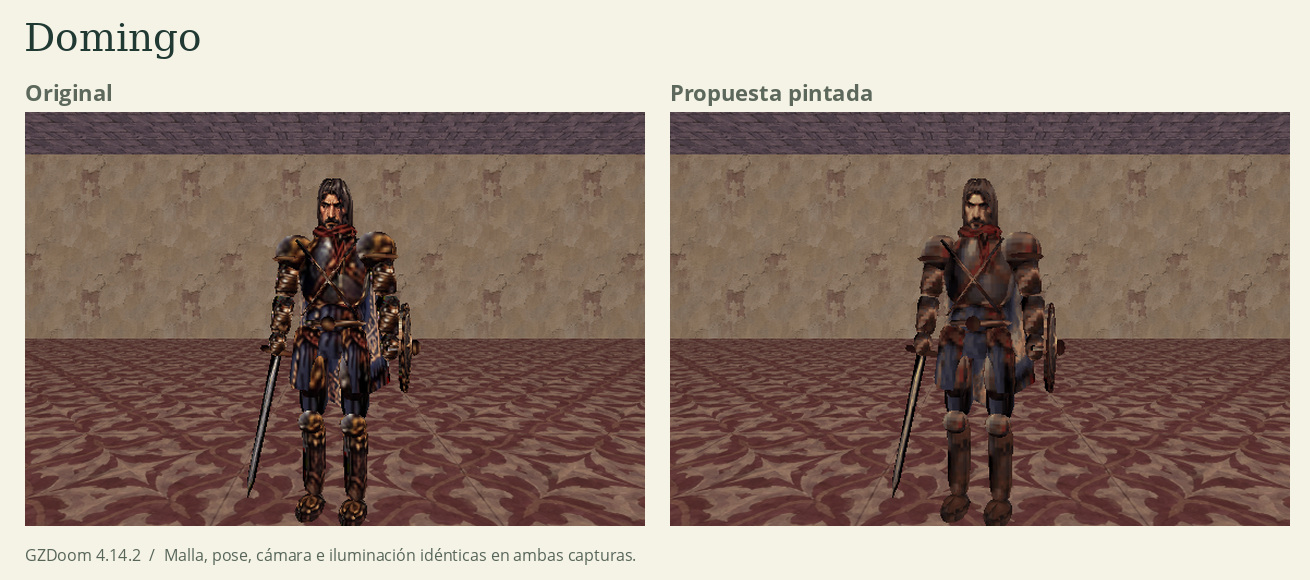 Domingo
Original
Propuesta pintada
GZDoom 4.14.2 / Malla, pose, cámara e iluminación idénticas en ambas capturas.